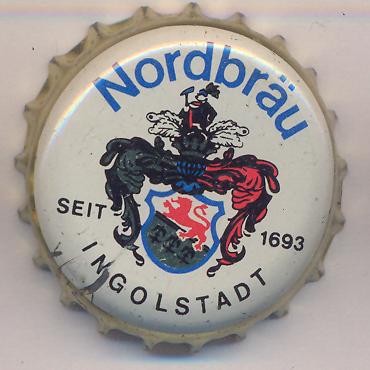 Nordbräu
SEIT 1693
INGOLSTADT